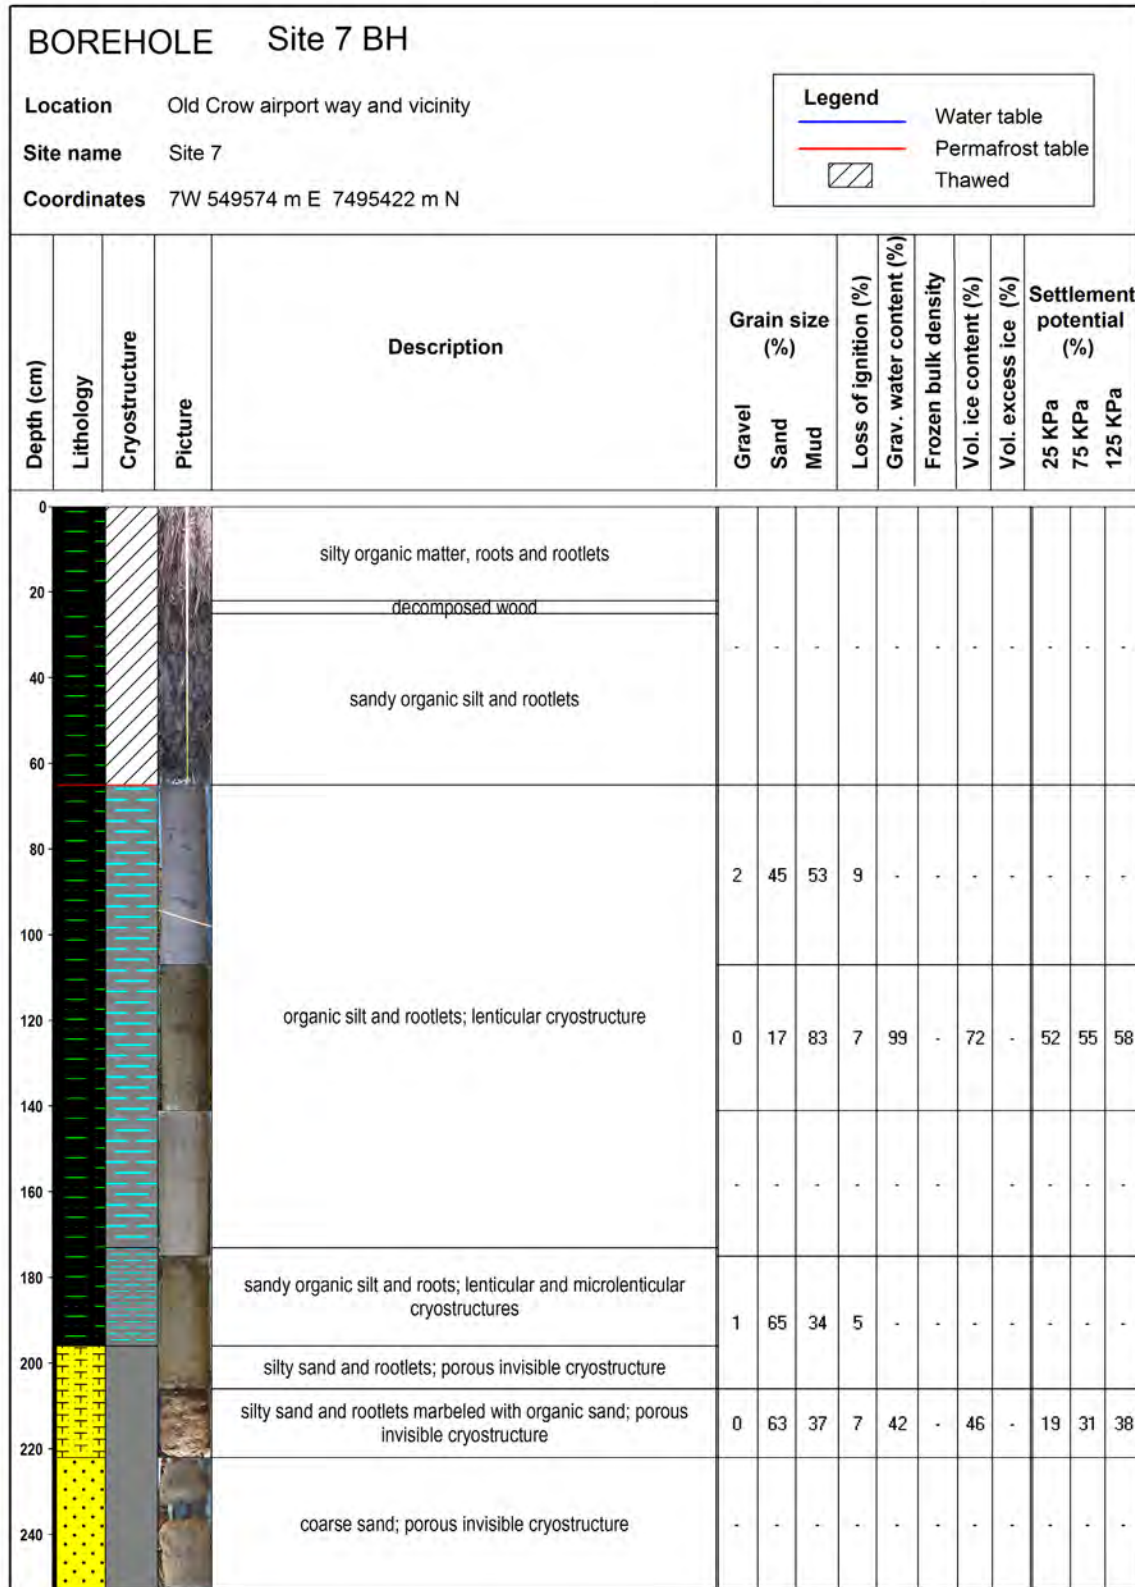 BOREHOLE Site 7 BH
Location Old Crow airport way and vicinity
Site name Site 7
Coordinates 7W 549574 m E 7495422 m N
Legend
Water table
Permafrost table
Thawed
Depth (cm)
Lithology
Cryostructure
Picture
Description
Grain size
(%)
Gravel
Sand
Mud
Loss of ignition (%)
Grav. water content (%)
Frozen bulk density
Vol. ice content (%)
Vol. excess ice (%)
Settlement
potential
(%)
25 KPa
75 KPa
125 KPa
0
silty organic matter, roots and rootlets
20
decomposed wood
- - - - - - - - - - -
40
sandy organic silt and rootlets
60
80
2 45 53 9 - - - - - - -
100
organic silt and rootlets; lenticular cryostructure
120
0 17 83 7 99 - 72 - 52 55 58
140
160
- - - - - - - - - -
180
sandy organic silt and roots; lenticular and microlenticular
cryostructures
1 65 34 5 - - - - - - -
200
silty sand and rootlets; porous invisible cryostructure
silty sand and rootlets marbeled with organic sand; porous
invisible cryostructure
0 63 37 7 42 - 46 - 19 31 38
220
coarse sand; porous invisible cryostructure
- - - - - - - - - - -
240